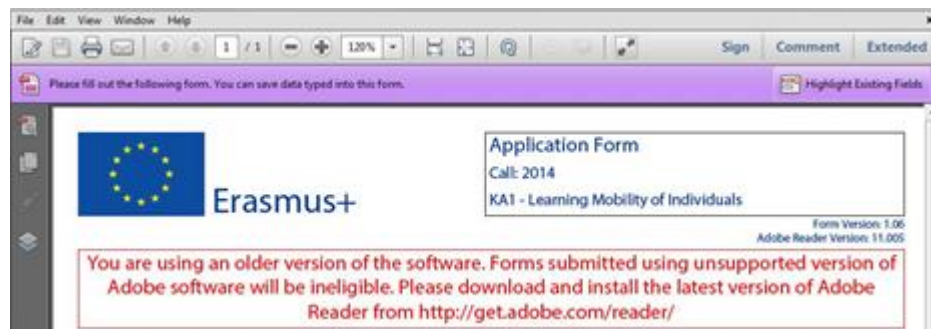 File Edit View Window Help
1 / 1 120% Sign Comment Extended
Please fill out the following form. You can save data typed into this form. Highlight Existing Fields
Erasmus+
Application Form
Call: 2014
KA1 - Learning Mobility of Individuals
Form Version: 1.06
Adobe Reader Version: 11.005
You are using an older version of the software. Forms submitted using unsupported version of
Adobe software will be ineligible. Please download and install the latest version of Adobe
Reader from http://get.adobe.com/reader/